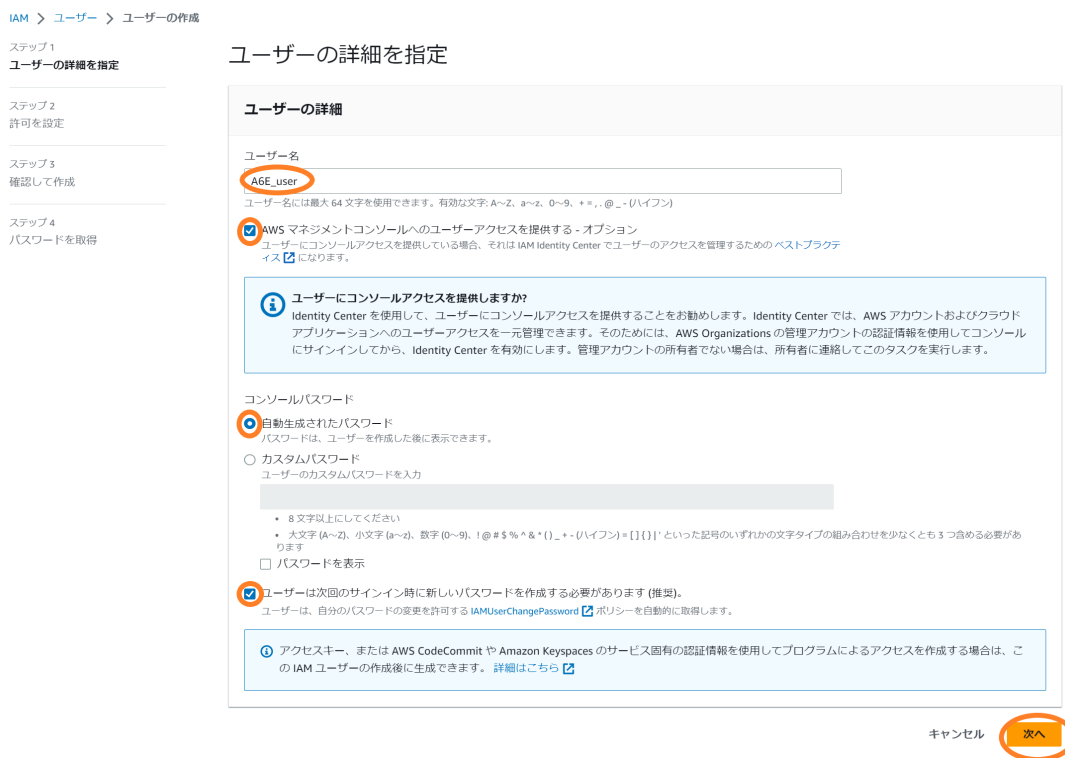 IAM > ユーザー > ユーザーの作成
ステップ 1
ユーザーの詳細を指定
ステップ 2
許可を設定
ステップ 3
確認して作成
ステップ 4
パスワードを取得
ユーザーの詳細を指定
ユーザーの詳細
ユーザー名
A6E_user
ユーザー名には最大 64 文字を使用できます。有効な文字: A～Z、a～z、0～9、+ = , . @ _ - (ハイフン)
AWS マネジメントコンソールへのユーザーアクセスを提供する - オプション
ユーザーにコンソールアクセスを提供している場合、それは IAM Identity Center でユーザーのアクセスを管理するための ベストプラクテ
ィス になります。
ユーザーにコンソールアクセスを提供しますか?
Identity Center を使用して、ユーザーにコンソールアクセスを提供することをお勧めします。Identity Center では、AWS アカウントおよびクラウド
アプリケーションへのユーザーアクセスを一元管理できます。そのためには、AWS Organizations の管理アカウントの認証情報を使用してコンソール
にサインインしてから、Identity Center を有効にします。管理アカウントの所有者でない場合は、所有者に連絡してこのタスクを実行します。
コンソールパスワード
自動生成されたパスワード
パスワードは、ユーザーを作成した後に表示できます。
カスタムパスワード
ユーザーのカスタムパスワードを入力
• 8 文字以上にしてください
• 大文字 (A～Z)、小文字 (a～z)、数字 (0～9)、! @ # $ % ^ & * ( ) _ + - (ハイフン) = [ ] { } | ' といった記号のいずれかの文字タイプの組み合わせを少なくとも 3 つ含める必要があ
ります
パスワードを表示
ユーザーは次回のサインイン時に新しいパスワードを作成する必要があります (推奨)。
ユーザーは、自分のパスワードの変更を許可する IAMUserChangePassword ポリシーを自動的に取得します。
アクセスキー、または AWS CodeCommit や Amazon Keyspaces のサービス固有の認証情報を使用してプログラムによるアクセスを作成する場合は、こ
の IAM ユーザーの作成後に生成できます。 詳細はこちら
キャンセル
次へ